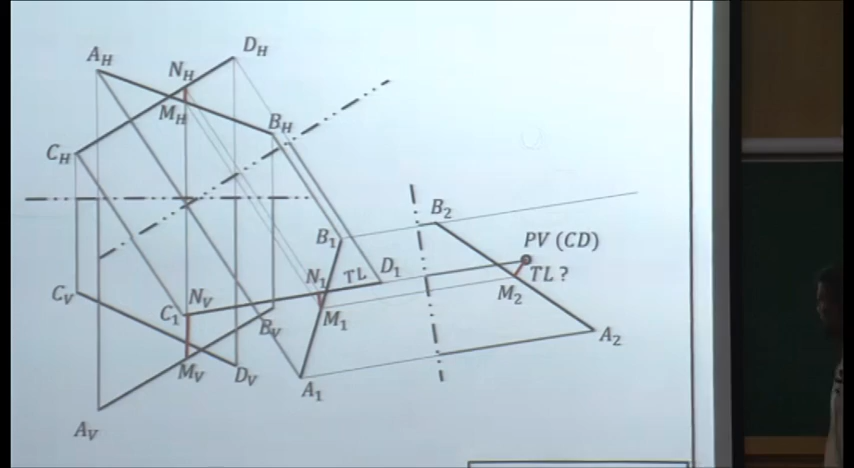 A_H
D_H
N_H
M_H
B_H
C_H
B_2
B_1
PV (CD)
N_1
TL
D_1
TL ?
C_V
N_V
C_1
M_2
B_V
M_1
A_2
M_V
D_V
A_1
A_V